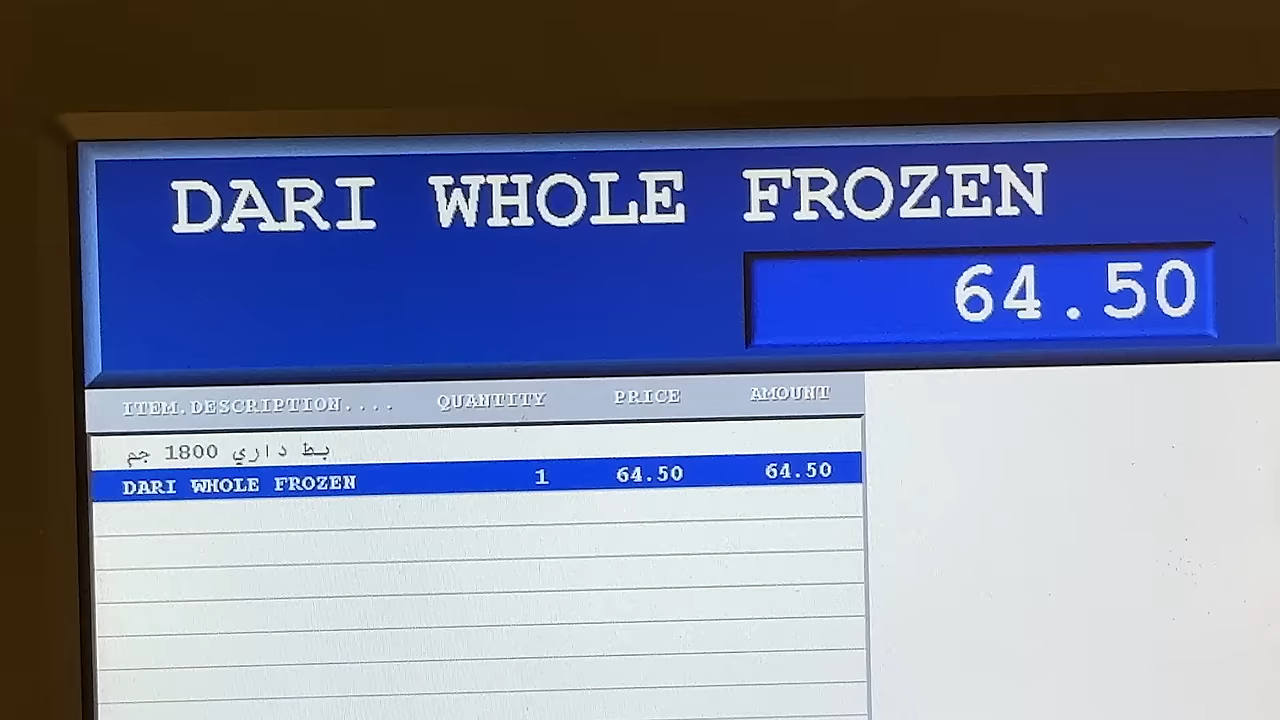 DARI WHOLE FROZEN
64.50
ITEM.DESCRIPTION.... QUANTITY PRICE AMOUNT
بط داري 1800 جم
DARI WHOLE FROZEN 1 64.50 64.50